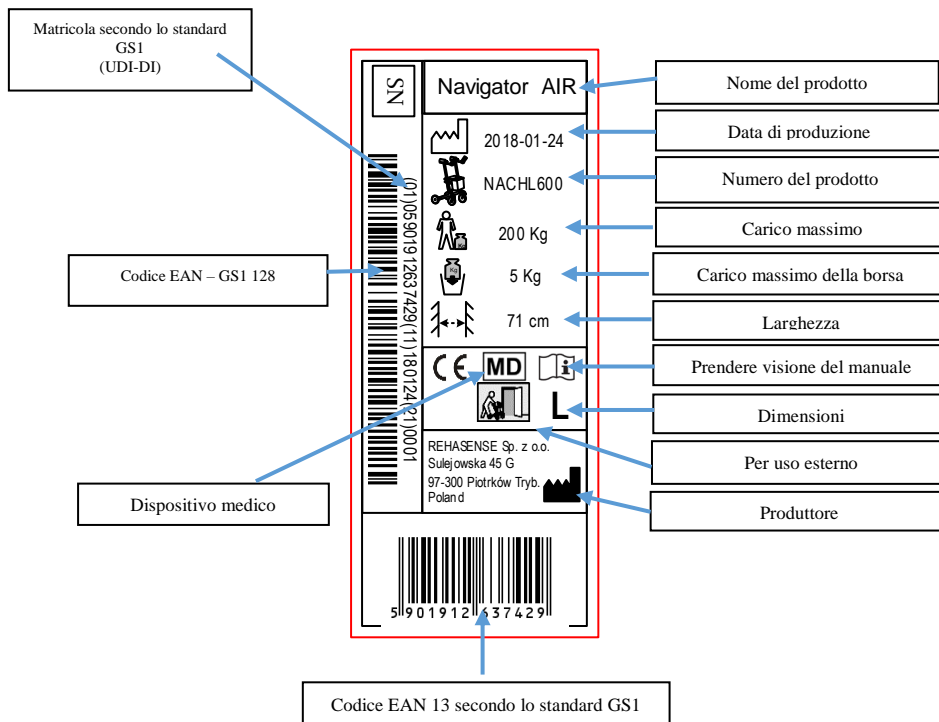 Matricola secondo lo standard
GS1
(UDI-DI)
Codice EAN – GS1 128
Dispositivo medico
SN
(01)05901912637429(11)180124(21)0001
Navigator AIR
2018-01-24
NACHL600
Kg
200 Kg
Kg
5 Kg
71 cm
CE
MD
i
L
REHASENSE Sp. z o.o.
Sulejowska 45 G
97-300 Piotrków Tryb.
Poland
5 901912 637429
Nome del prodotto
Data di produzione
Numero del prodotto
Carico massimo
Carico massimo della borsa
Larghezza
Prendere visione del manuale
Dimensioni
Per uso esterno
Produttore
Codice EAN 13 secondo lo standard GS1